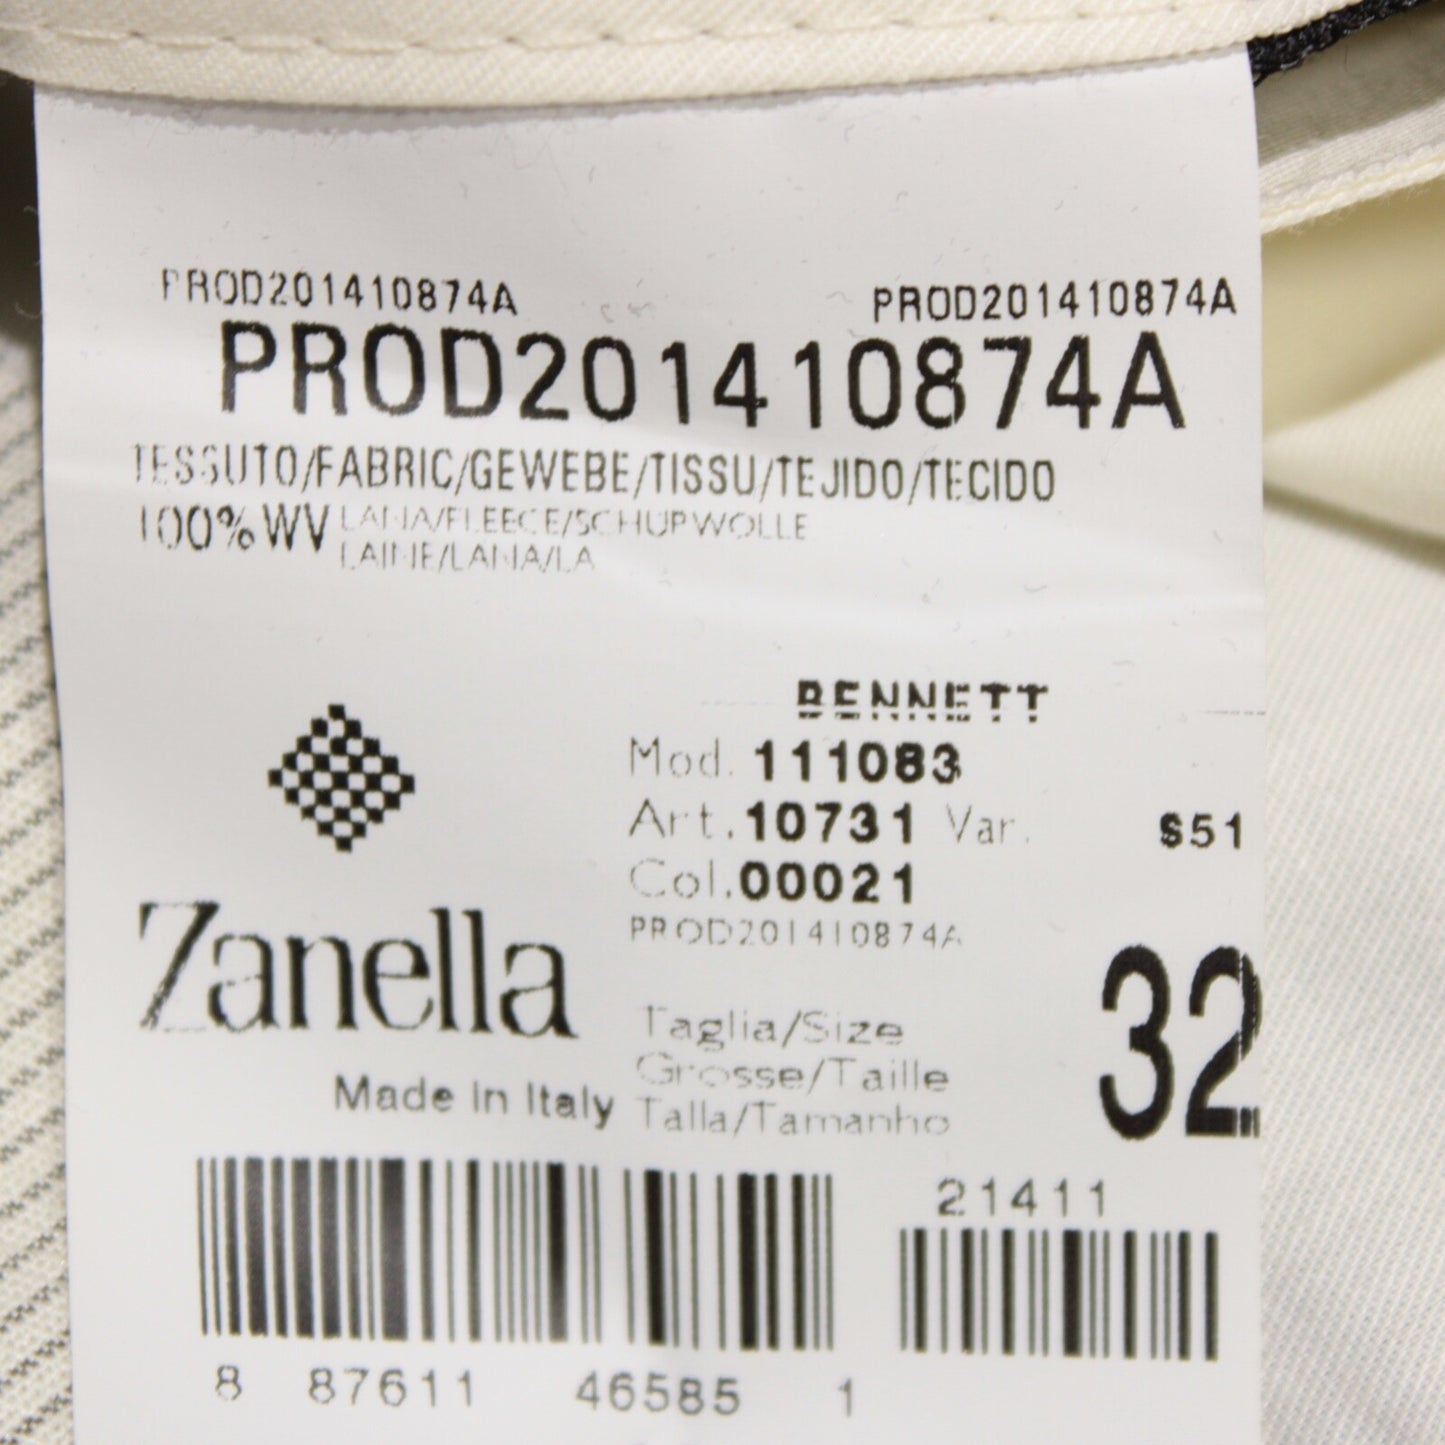 PROD201410874A PROD201410874A
PROD201410874A
TESSUTO/FABRIC/GEWEBE/TISSU/TEJIDO/TECIDO
100% WV LANA/FLEECE/SCHUPWOLLE
LAINE/LANA/LA
BENNETT
Mod. 111083
Art. 10731 Var. S51
Col. 00021
PROD201410874A
Zanella
Made in Italy
Taglia/Size
Grosse/Taille
Talla/Tamanho
32
21411
8 87611 46585 1